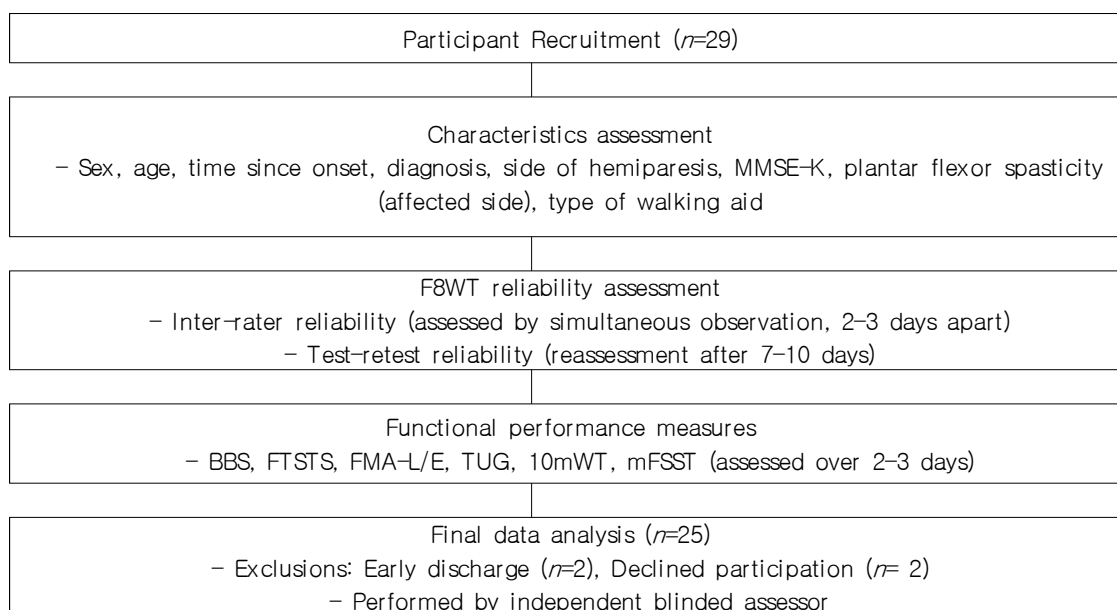 Participant Recruitment (n=29)
Characteristics assessment
- Sex, age, time since onset, diagnosis, side of hemiparesis, MMSE-K, plantar flexor spasticity
(affected side), type of walking aid
F8WT reliability assessment
- Inter-rater reliability (assessed by simultaneous observation, 2-3 days apart)
- Test-retest reliability (reassessment after 7-10 days)
Functional performance measures
- BBS, FTSTS, FMA-L/E, TUG, 10mWT, mFSST (assessed over 2-3 days)
Final data analysis (n=25)
- Exclusions: Early discharge (n=2), Declined participation (n= 2)
- Performed by independent blinded assessor